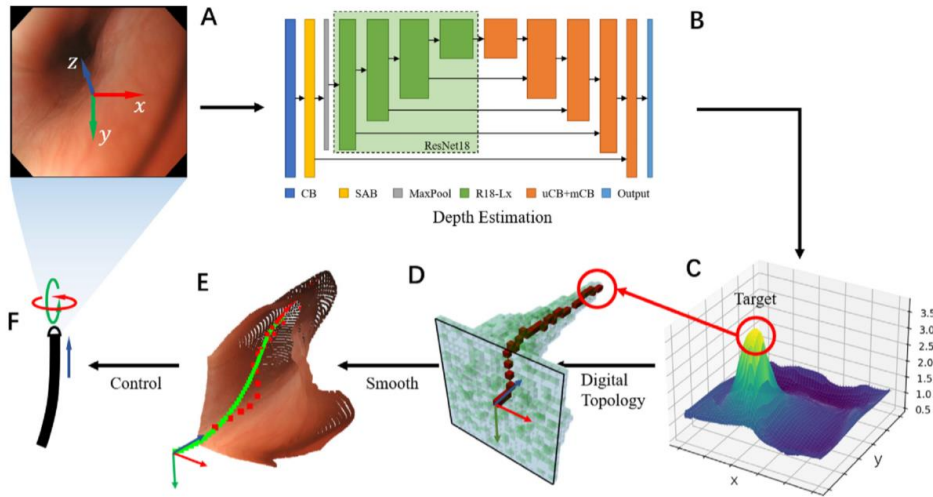 A
B
z
x
y
ResNet18
CB
SAB
MaxPool
R18-Lx
uCB+mCB
Output
Depth Estimation
C
Target
3.5
3.0
2.5
2.0
1.5
1.0
0.5
x
y
D
Digital
Topology
E
Smooth
F
Control